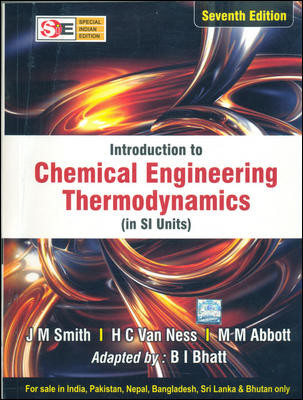 Seventh Edition
SIE
SPECIAL
INDIAN
EDITION
Introduction to
Chemical Engineering
Thermodynamics
(in SI Units)
J M Smith I H C Van Ness I M M Abbott
Adapted by : B I Bhatt
For sale in India, Pakistan, Nepal, Bangladesh, Sri Lanka & Bhutan only